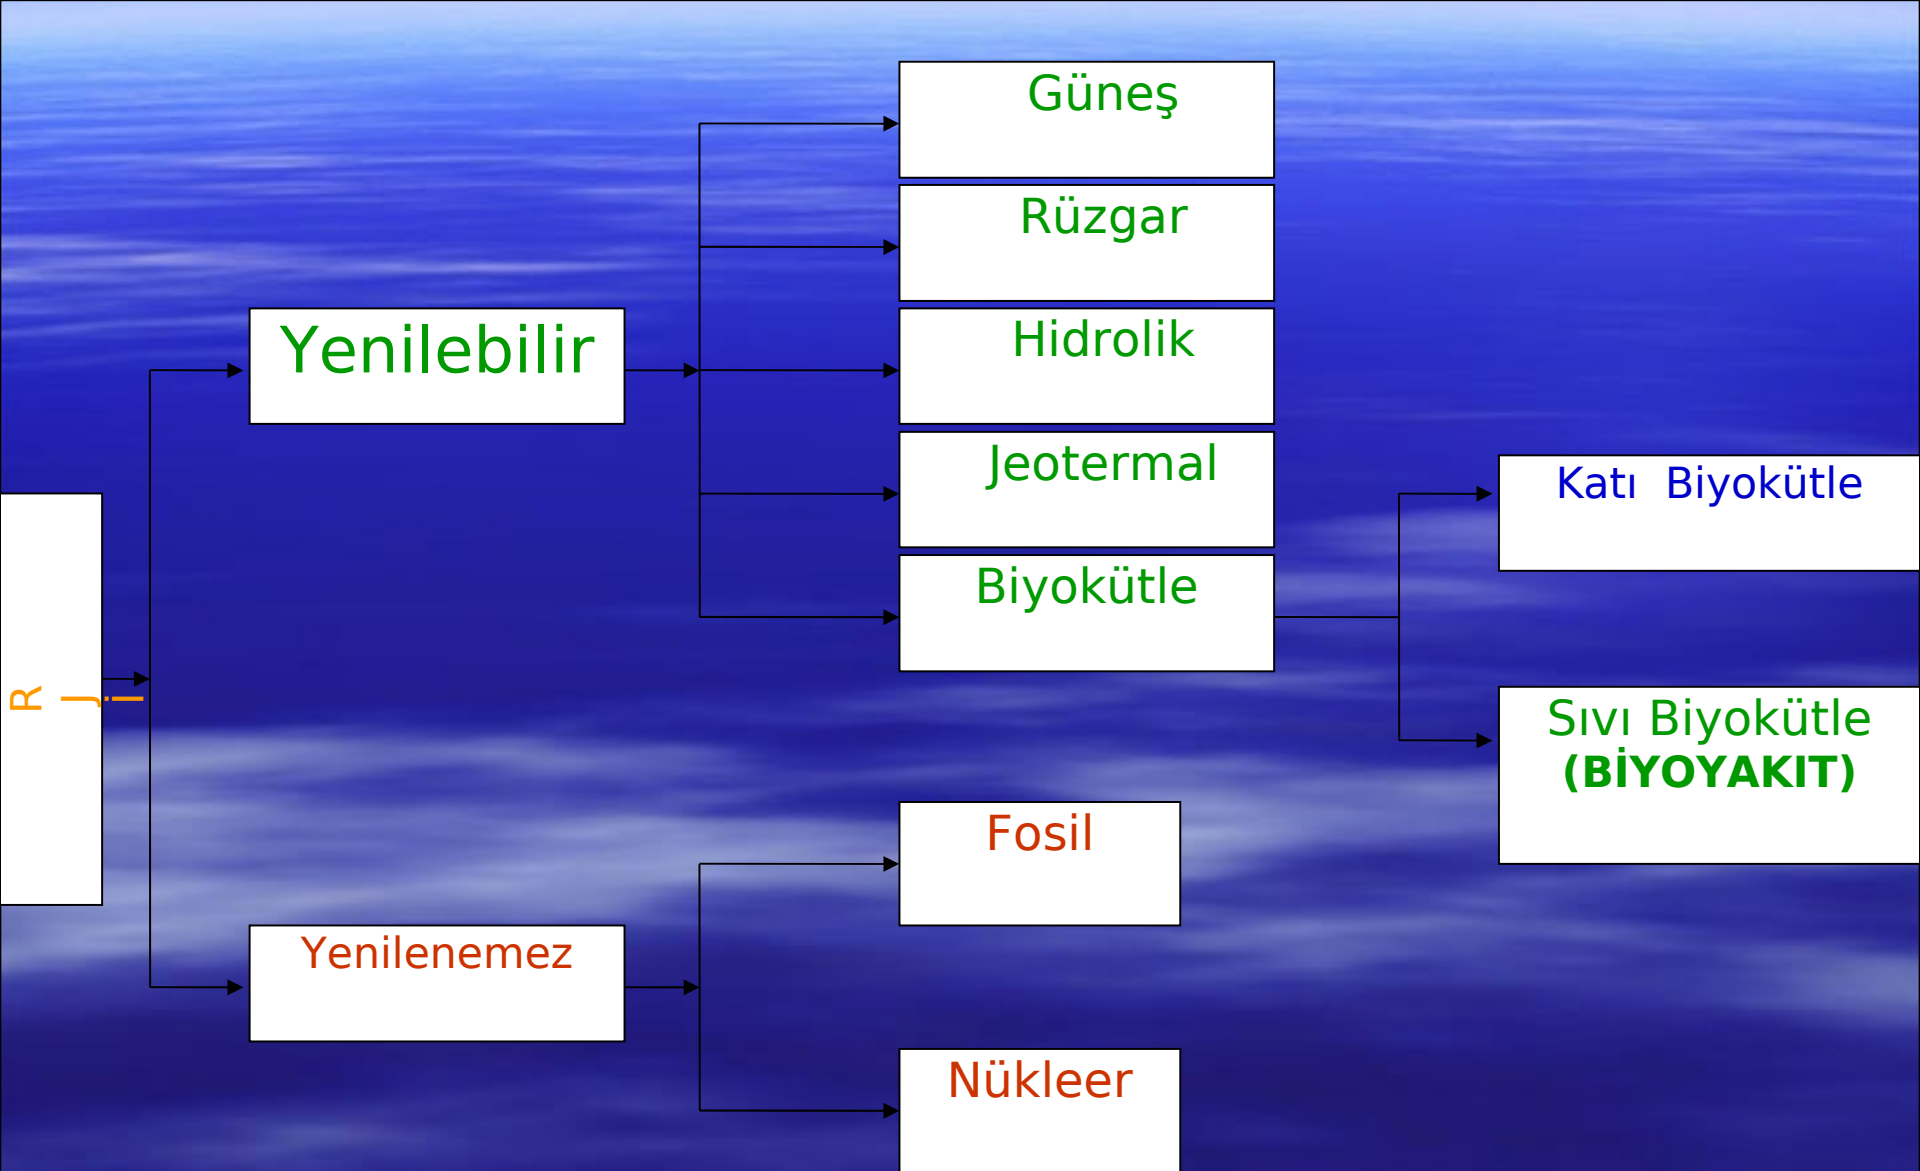 Güneş
Rüzgar
Yenilebilir
Hidrolik
Jeotermal
Katı Biyokütle
Biyokütle
R
Sıvı Biyokütle
(BİYOYAKIT)
Fosil
Yenilenemez
Nükleer